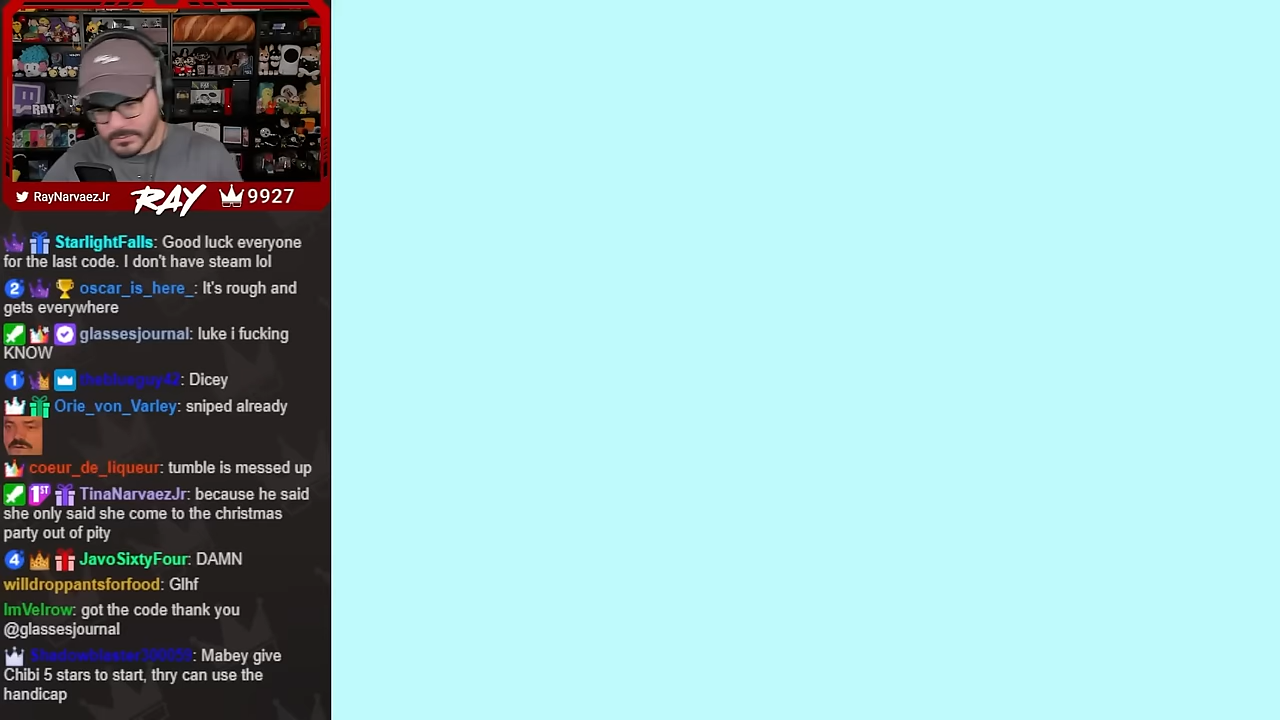 RAY
RayNarvaezJr RAY 9927
StarlightFalls: Good luck everyone
for the last code. I don't have steam lol
2 oscar_is_here_: It's rough and
gets everywhere
glassesjournal: luke i fucking
KNOW
1 theblueguy42: Dicey
Orie_von_Varley: sniped already
coeur_de_liqueur: tumble is messed up
1ST TinaNarvaezJr: because he said
she only said she come to the christmas
party out of pity
4 JavoSixtyFour: DAMN
willdroppantsforfood: Glhf
ImVelrow: got the code thank you
@glassesjournal
: Mabey give
Chibi 5 stars to start, thry can use the
handicap